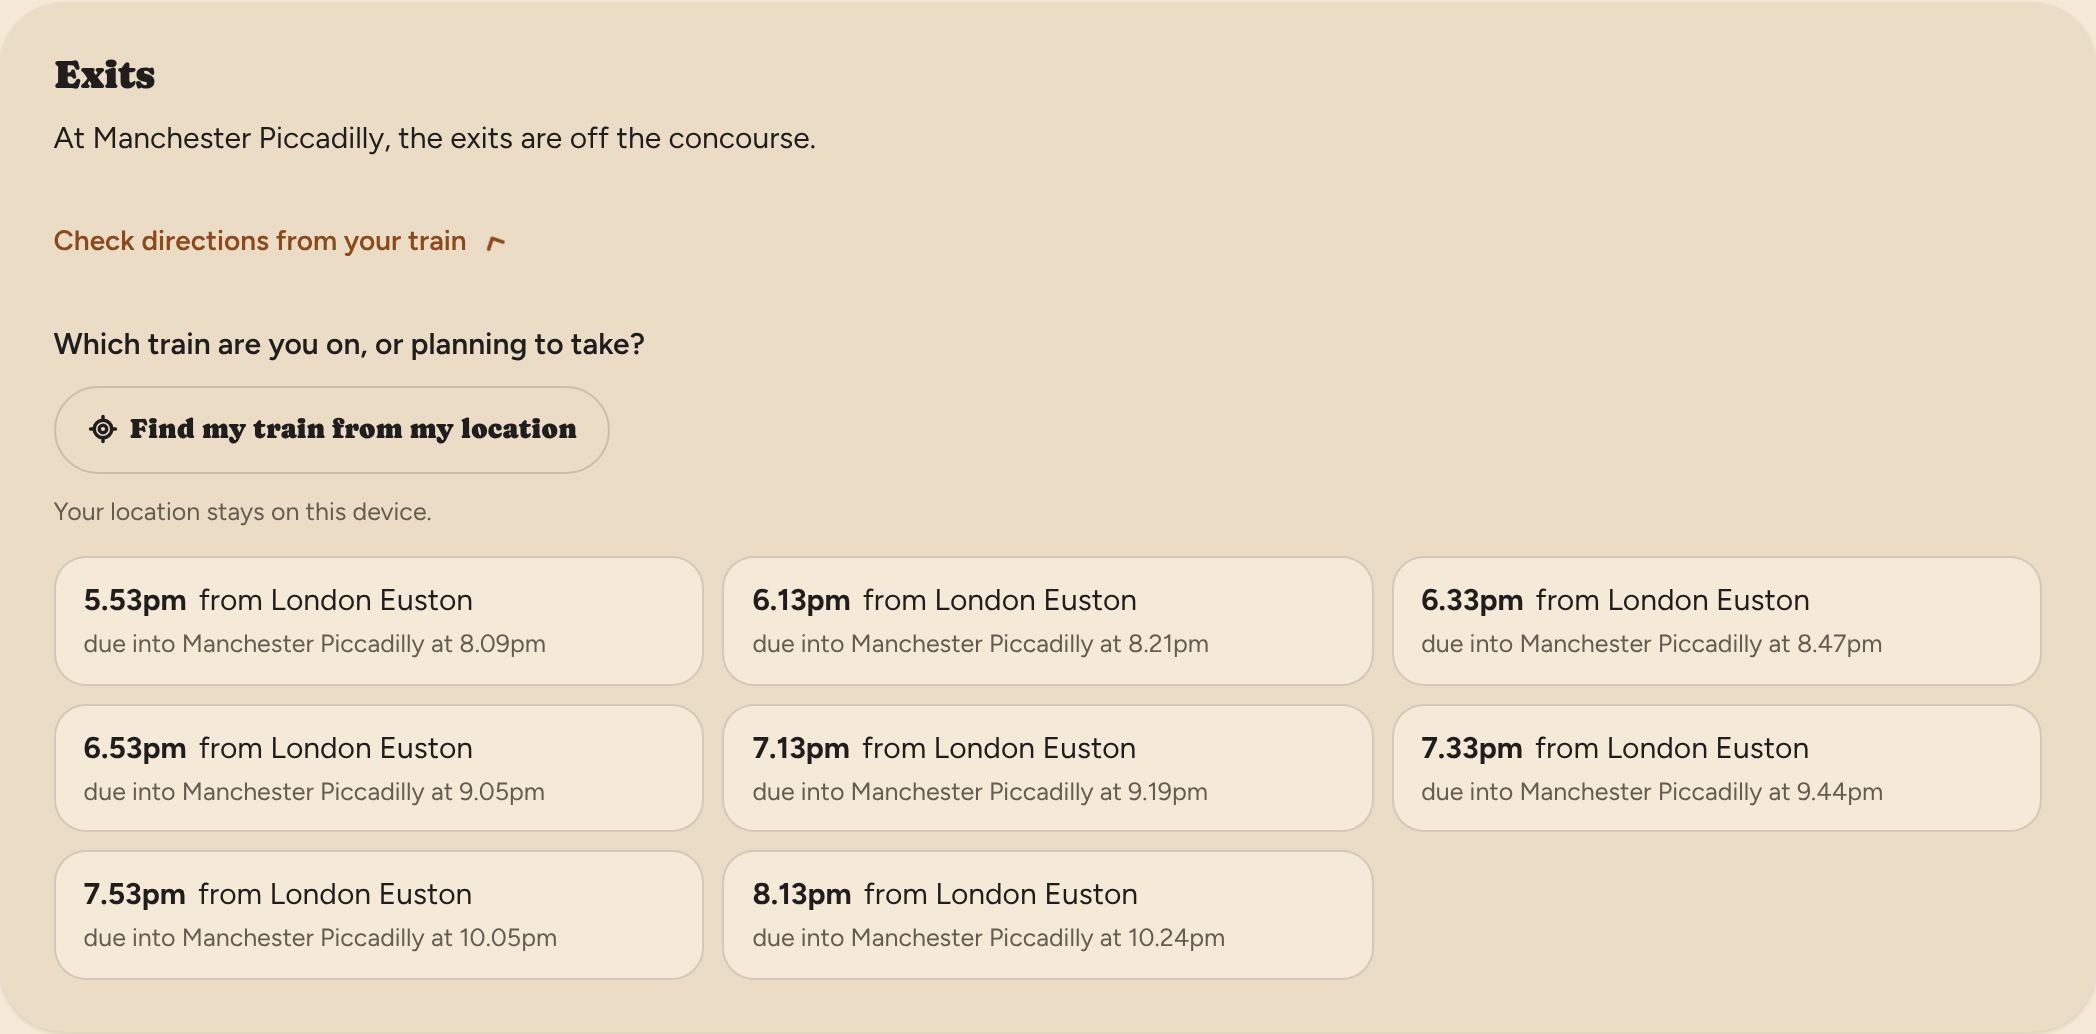 Exits
At Manchester Piccadilly, the exits are off the concourse.
Check directions from your train
Which train are you on, or planning to take?
Find my train from my location
Your location stays on this device.
5.53pm from London Euston
due into Manchester Piccadilly at 8.09pm
6.13pm from London Euston
due into Manchester Piccadilly at 8.21pm
6.33pm from London Euston
due into Manchester Piccadilly at 8.47pm
6.53pm from London Euston
due into Manchester Piccadilly at 9.05pm
7.13pm from London Euston
due into Manchester Piccadilly at 9.19pm
7.33pm from London Euston
due into Manchester Piccadilly at 9.44pm
7.53pm from London Euston
due into Manchester Piccadilly at 10.05pm
8.13pm from London Euston
due into Manchester Piccadilly at 10.24pm